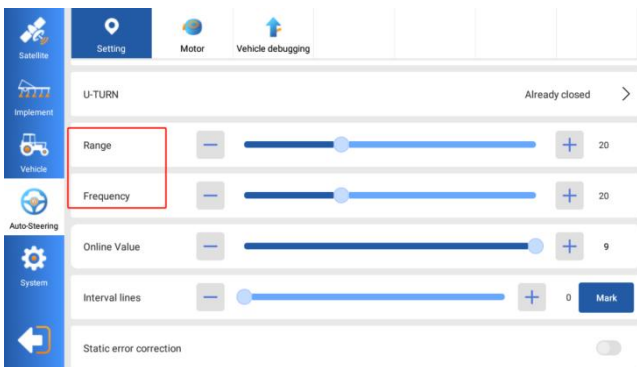 Satellite
Setting
Motor
Vehicle debugging
Implement
U-TURN
Already closed
Vehicle
Range
20
Frequency
20
Auto-Steering
Online Value
9
System
Interval lines
0
Mark
Static error correction